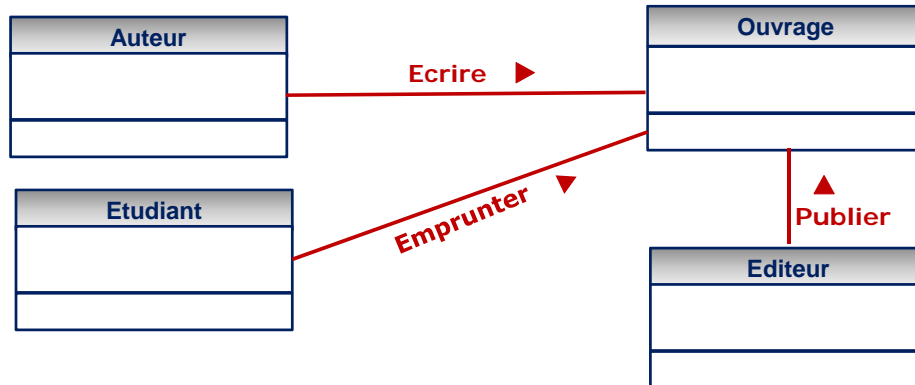 Auteur
Ouvrage
Ecrire
Etudiant
Emprunter
Publier
Editeur